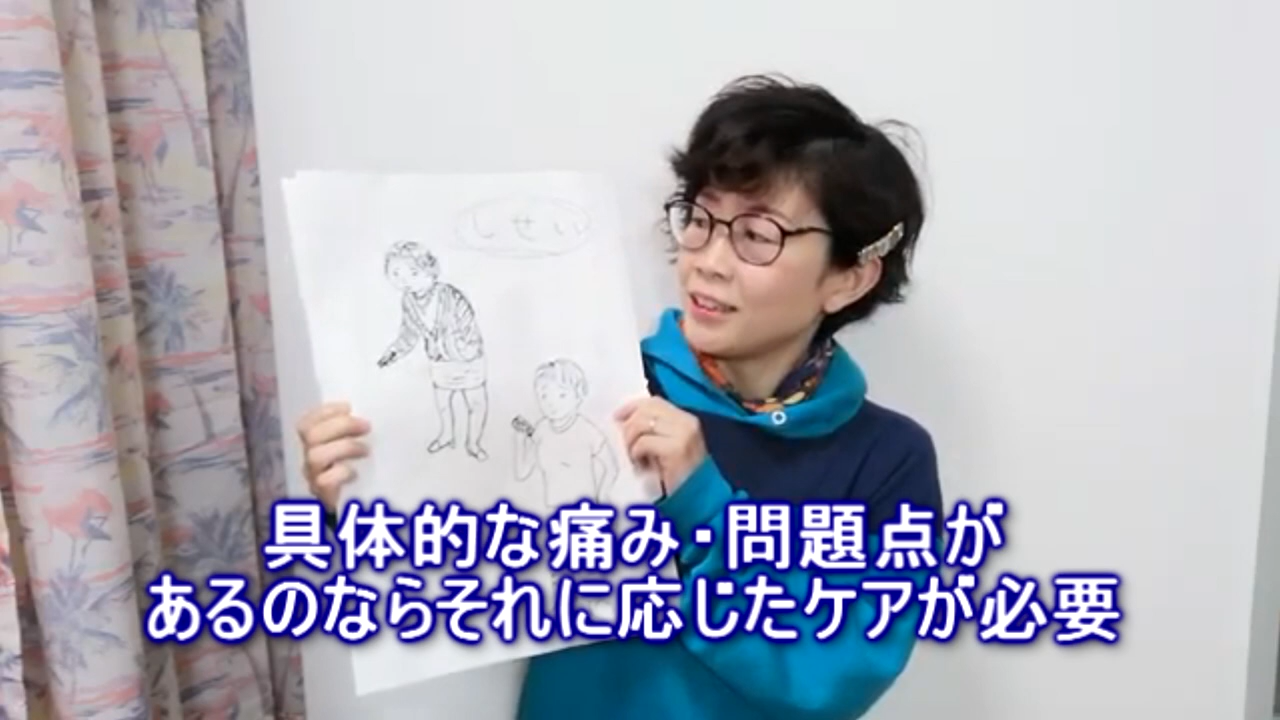 しせい
具体的な痛み・問題点が
あるのならそれに応じたケアが必要